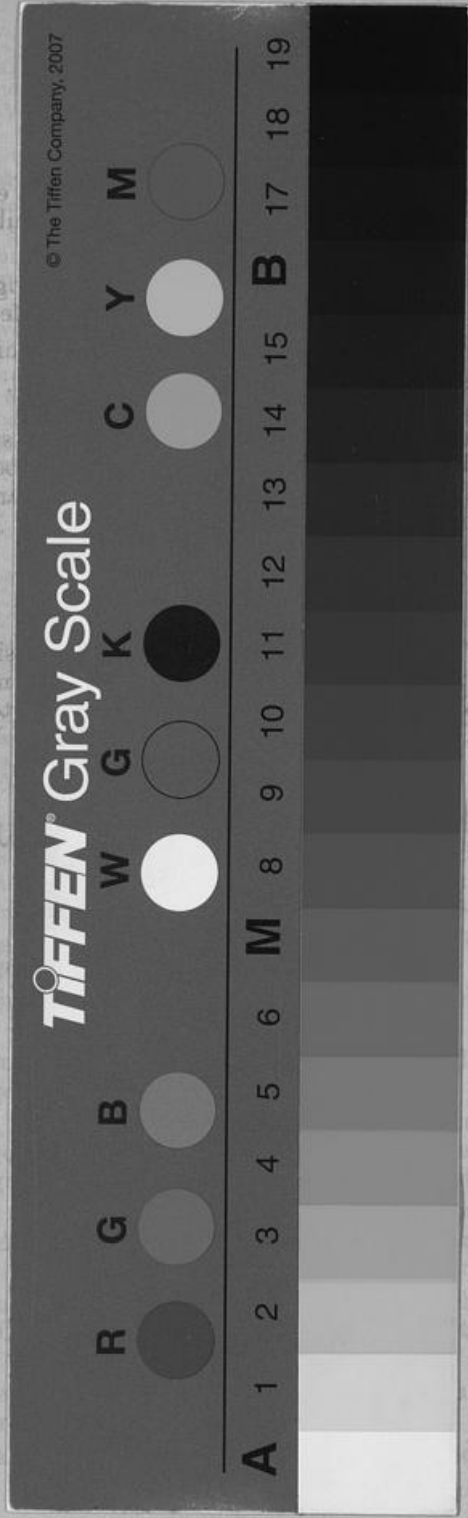 TIFFEN® Gray Scale
© The Tiffen Company, 2007
R G B W G K C Y M
A 1 2 3 4 5 6 M 8 9 10 11 12 13 14 15 B 17 18 19